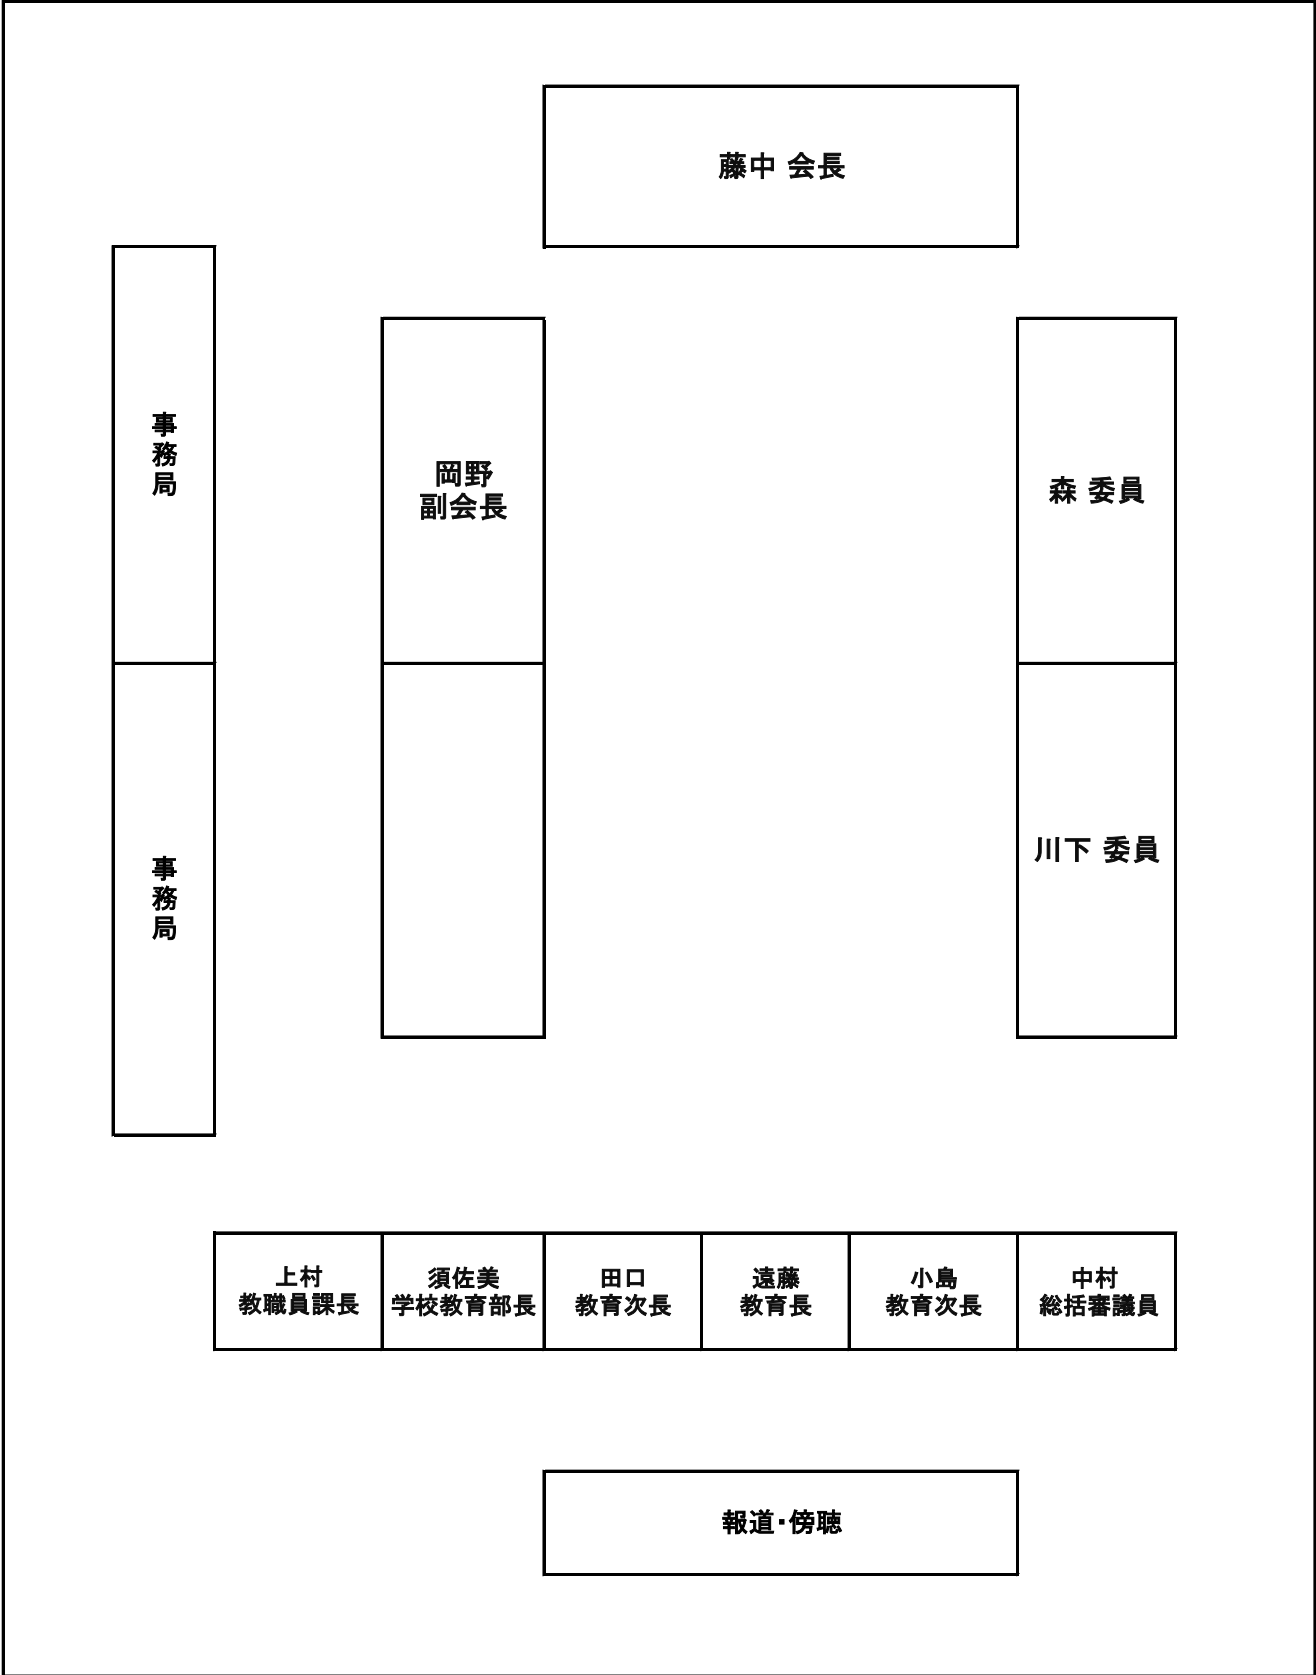 藤中 会長
事務局
岡野
副会長
森 委員
事務局
川下 委員
上村
教職員課長
須佐美
学校教育部長
田口
教育次長
遠藤
教育長
小島
教育次長
中村
総括審議員
報道・傍聴